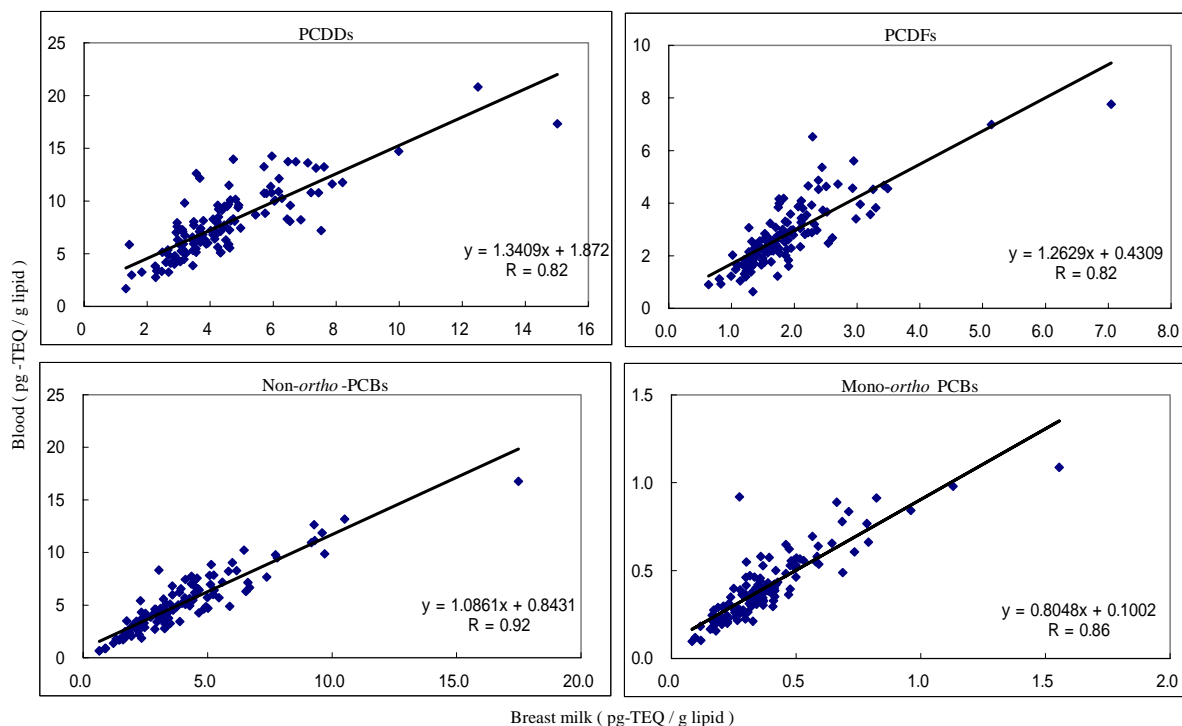 PCDDs
25
20
15
10
5
0
y = 1.3409x + 1.872
R = 0.82
0 2 4 6 8 10 12 14 16
PCDFs
10
8
6
4
2
0
y = 1.2629x + 0.4309
R = 0.82
0.0 1.0 2.0 3.0 4.0 5.0 6.0 7.0 8.0
Blood ( pg -TEQ / g lipid )
Non-ortho -PCBs
25
20
15
10
5
0
y = 1.0861x + 0.8431
R = 0.92
0.0 5.0 10.0 15.0 20.0
Mono-ortho PCBs
1.5
1.0
0.5
0.0
y = 0.8048x + 0.1002
R = 0.86
0.0 0.5 1.0 1.5 2.0
Breast milk ( pg-TEQ / g lipid )